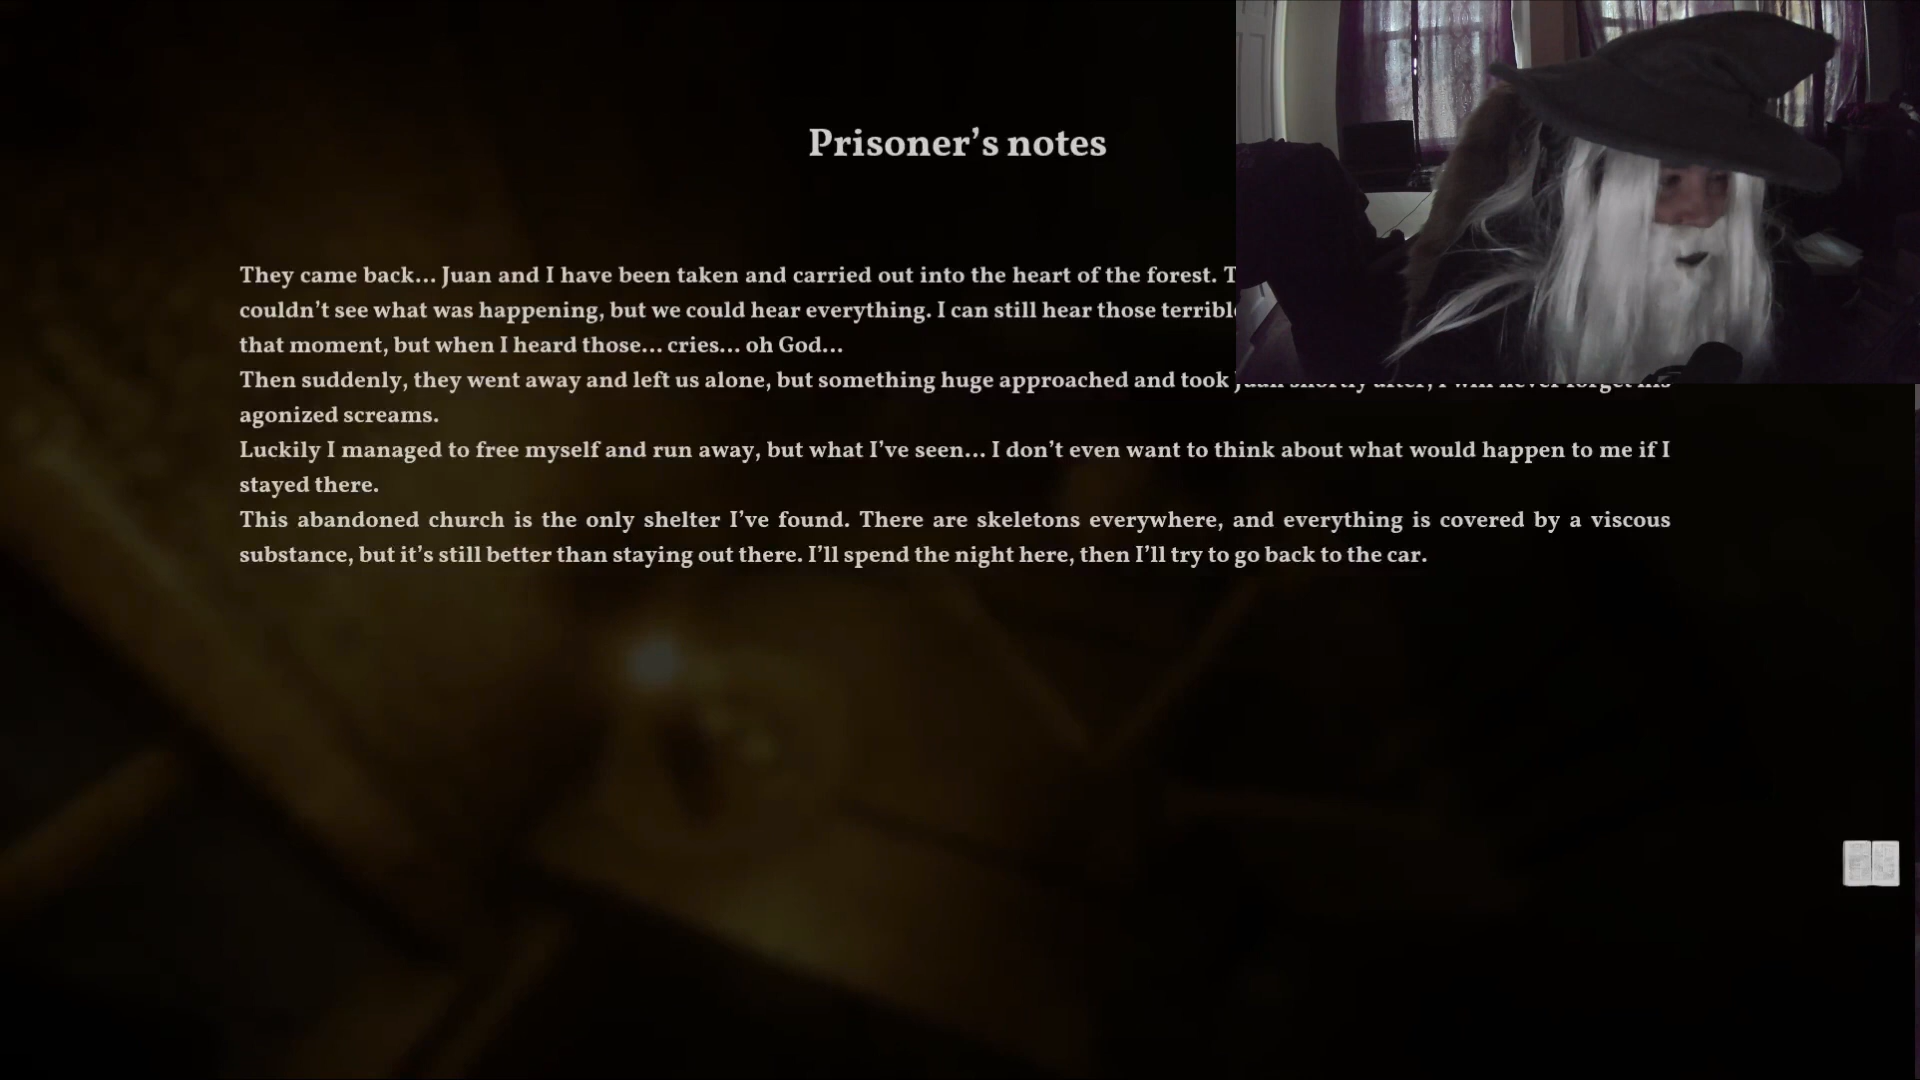 Prisoner's notes
They came back... Juan and I have been taken and carried out into the heart of the forest.
couldn't see what was happening, but we could hear everything. I can still hear those
that moment, but when I heard those... cries... oh God...
Then suddenly, they went away and left us alone, but something huge approached and took
agonized screams.
Luckily I managed to free myself and run away, but what I've seen... I don't even want to think about what would happen to me if I
stayed there.
This abandoned church is the only shelter I've found. There are skeletons everywhere, and everything is covered by a viscous
substance, but it's still better than staying out there. I'll spend the night here, then I'll try to go back to the car.